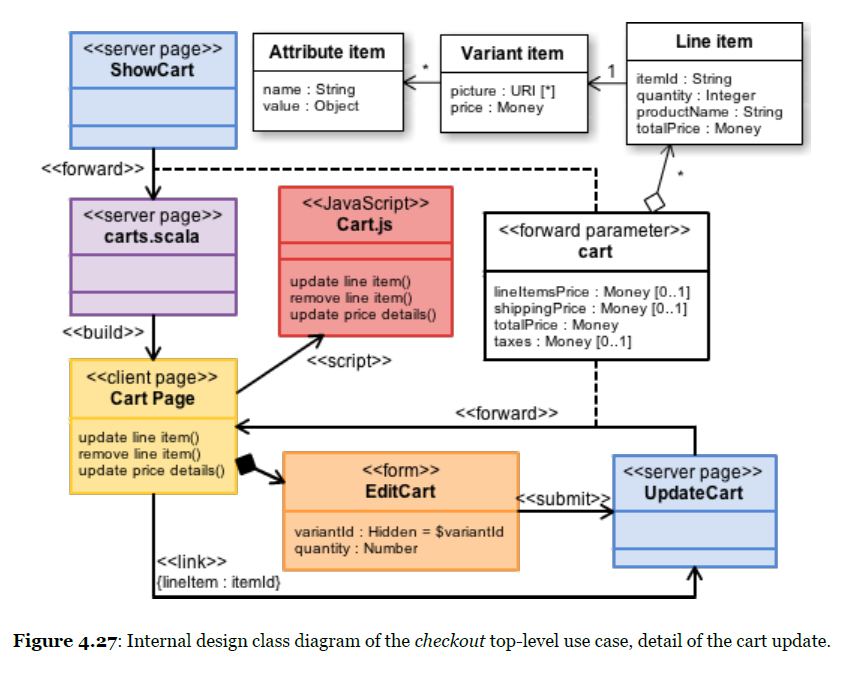 <<server page>>
ShowCart
Attribute item
name : String
value : Object
*
Variant item
picture : URI [*]
price : Money
1
Line item
itemId : String
quantity : Integer
productName : String
totalPrice : Money
*
<<forward>>
<<server page>>
carts.scala
<<JavaScript>>
Cart.js
update line item()
remove line item()
update price details()
<<forward parameter>>
cart
lineItemsPrice : Money [0..1]
shippingPrice : Money [0..1]
totalPrice : Money
taxes : Money [0..1]
<<build>>
<<script>>
<<client page>>
Cart Page
update line item()
remove line item()
update price details()
<<forward>>
<<form>>
EditCart
variantId : Hidden = $variantId
quantity : Number
<<submit>>
<<server page>>
UpdateCart
<<link>>
{lineItem : itemId}
Figure 4.27: Internal design class diagram of the checkout top-level use case, detail of the cart update.